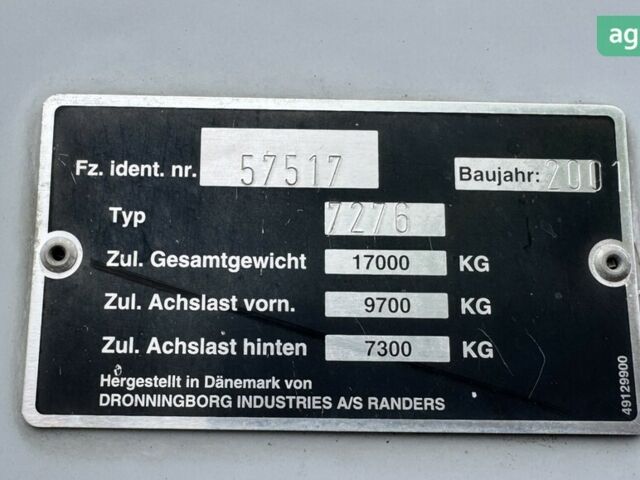 ag
Fz. ident. nr. 57517 Baujahr: 2001
Typ 7276
Zul. Gesamtgewicht 17000 KG
Zul. Achslast vorn. 9700 KG
Zul. Achslast hinten 7300 KG
Hergestellt in Dänemark von
DRONNINGBORG INDUSTRIES A/S RANDERS
49129900